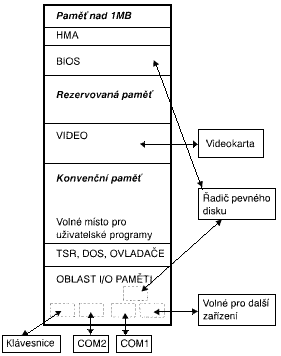 Paměť nad 1MB
HMA
BIOS
Rezervovaná paměť
VIDEO
Videokarta
Konvenční paměť
Řadič pevného
disku
Volné místo pro
uživatelské programy
TSR, DOS, OVLADAČE
OBLAST I/O PAMĚTI
Volné pro další
zařízení
Klávesnice
COM2
COM1